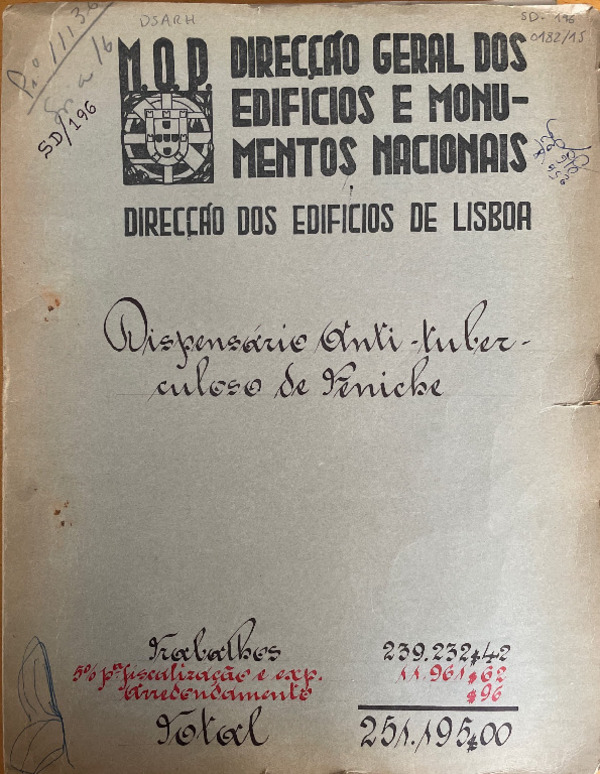 DSARH
SD-196
0182/15
SD/196
M.O.P.
DIRECÇÃO GERAL DOS
EDIFICIOS E MONU-
MENTOS NACIONAIS
DIRECÇÃO DOS EDIFICIOS DE LISBOA
Dispensário Anti-tuber-
culoso de Peniche
Trabalhos 239.232$42
5% pª fiscalização e exp. 11.961$62
Arredondamento $96
Total 251.195$00